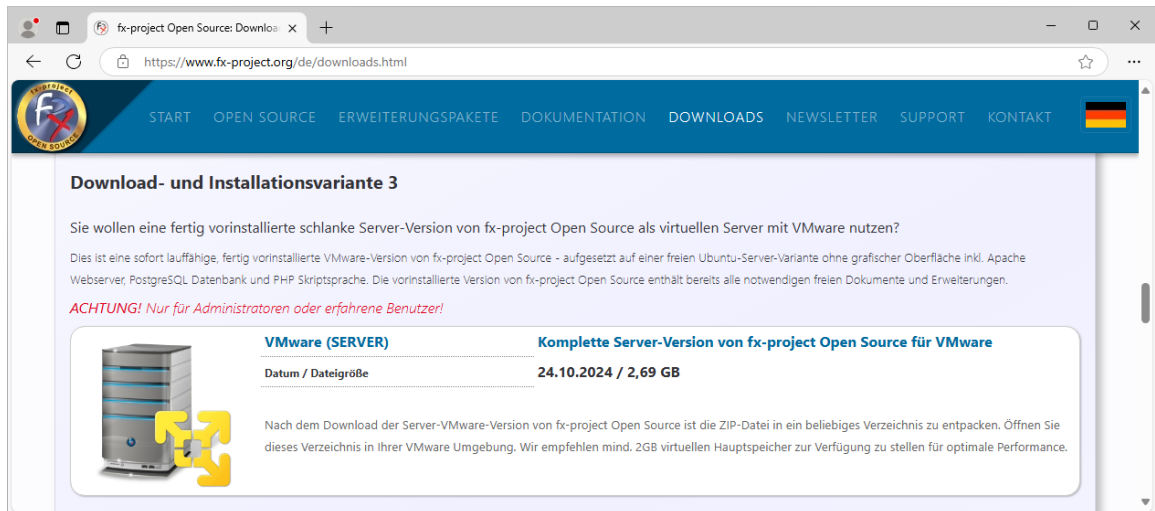 fx-project Open Source: Downloa
https://www.fx-project.org/de/downloads.html
fx-project
OPEN SOURCE
START OPEN SOURCE ERWEITERUNGSPAKETE DOKUMENTATION DOWNLOADS NEWSLETTER SUPPORT KONTAKT
Download- und Installationsvariante 3
Sie wollen eine fertig vorinstallierte schlanke Server-Version von fx-project Open Source als virtuellen Server mit VMware nutzen?
Dies ist eine sofort lauffähige, fertig vorinstallierte VMware-Version von fx-project Open Source - aufgesetzt auf einer freien Ubuntu-Server-Variante ohne grafischer Oberfläche inkl. Apache
Webserver, PostgreSQL Datenbank und PHP Skriptsprache. Die vorinstallierte Version von fx-project Open Source enthält bereits alle notwendigen freien Dokumente und Erweiterungen.
ACHTUNG! Nur für Administratoren oder erfahrene Benutzer!
VMware (SERVER) Komplette Server-Version von fx-project Open Source für VMware
Datum / Dateigröße 24.10.2024 / 2,69 GB
Nach dem Download der Server-VMware-Version von fx-project Open Source ist die ZIP-Datei in ein beliebiges Verzeichnis zu entpacken. Öffnen Sie
dieses Verzeichnis in Ihrer VMware Umgebung. Wir empfehlen mind. 2GB virtuellen Hauptspeicher zur Verfügung zu stellen für optimale Performance.